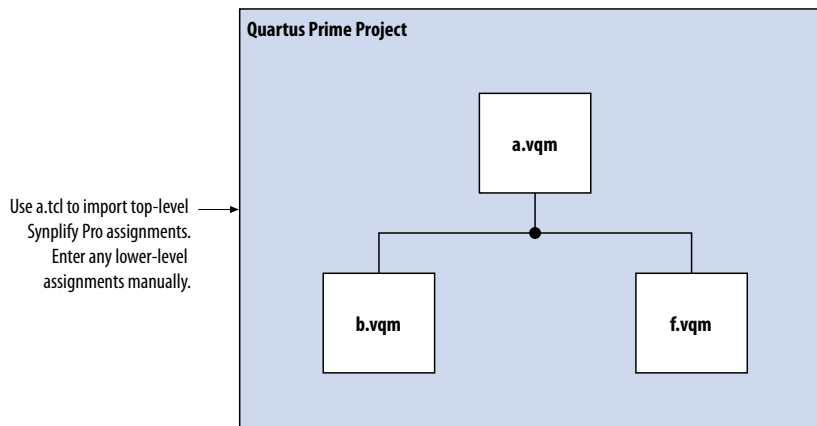 Quartus Prime Project
a.vqm
Use a.tcl to import top-level
Synplify Pro assignments.
Enter any lower-level
assignments manually.
b.vqm
f.vqm